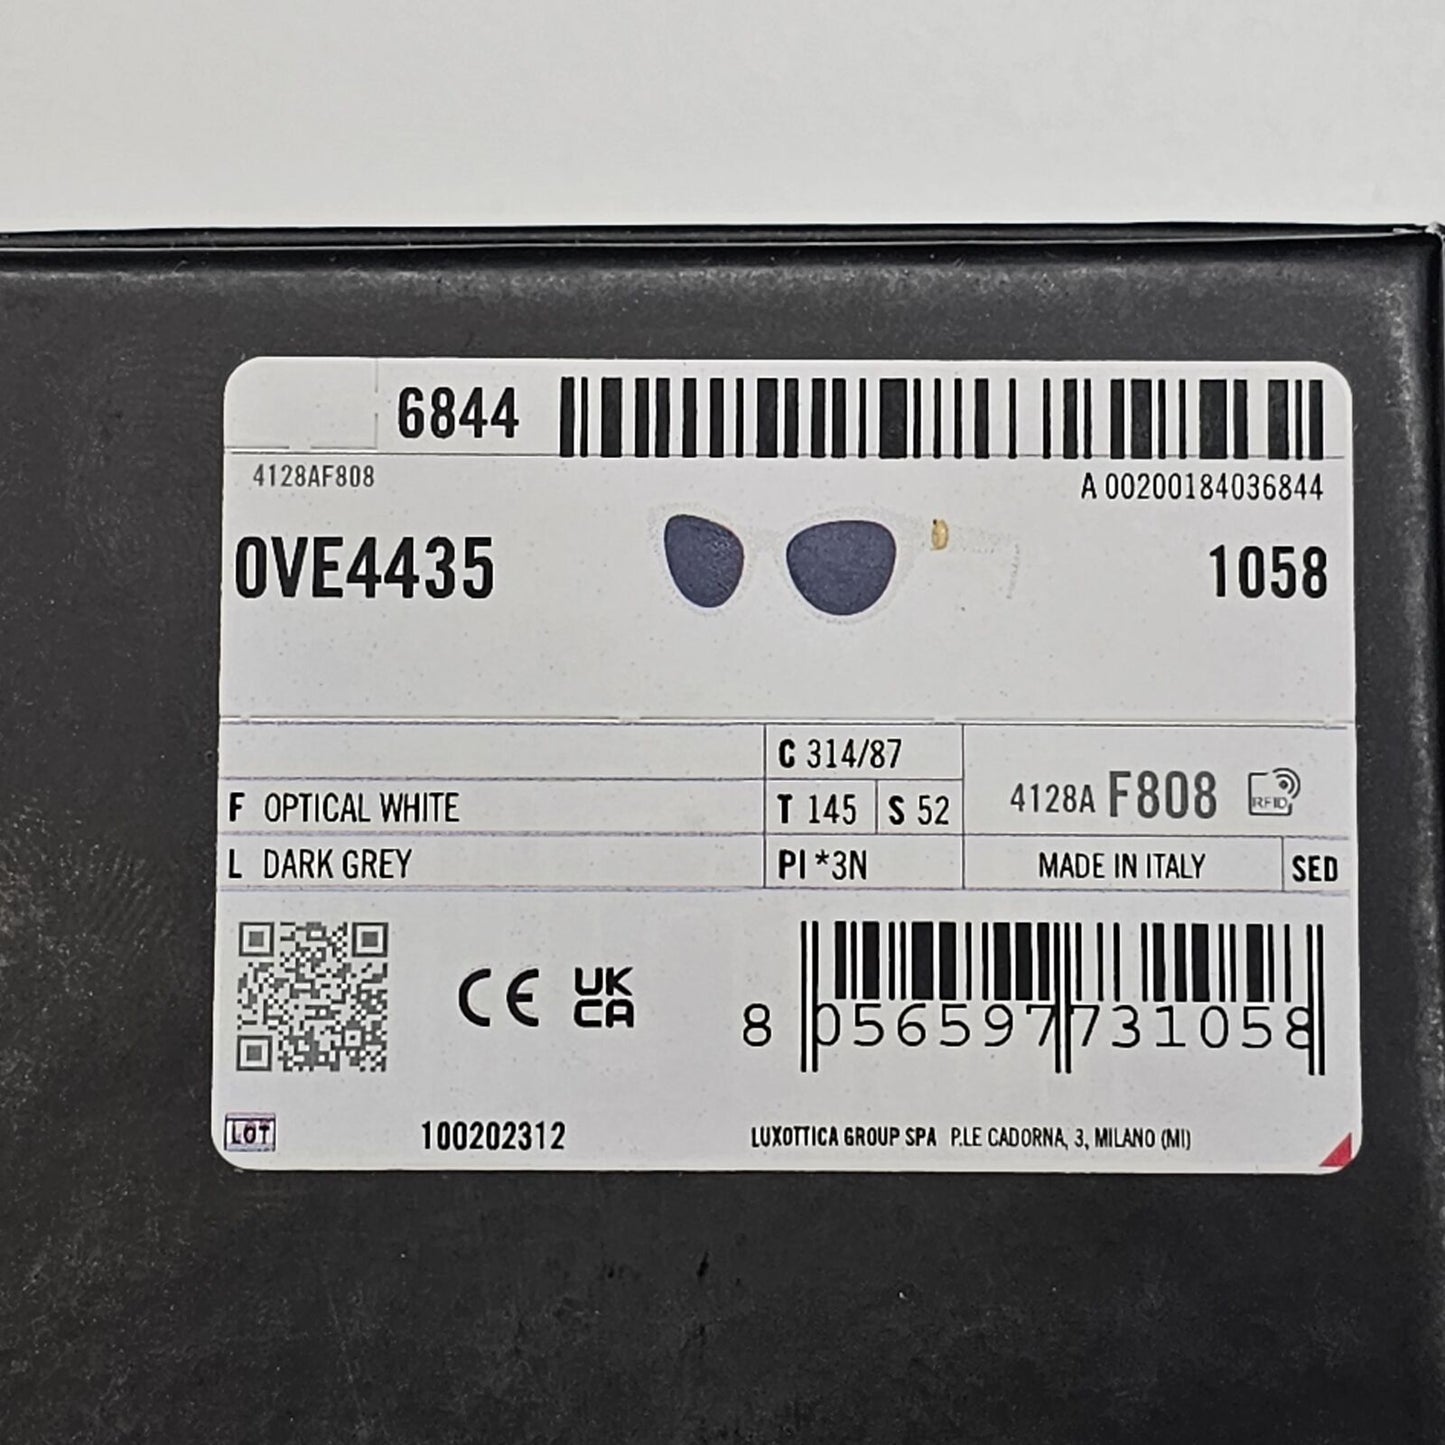 6844
4128AF808
A 00200184036844
0VE4435
1058
C 314/87
F OPTICAL WHITE
T 145 S 52
4128A F808 RFID
L DARK GREY
PI *3N
MADE IN ITALY SED
CE UK CA
8 056597 731058
LOT
100202312
LUXOTTICA GROUP SPA P.LE CADORNA, 3, MILANO (MI)